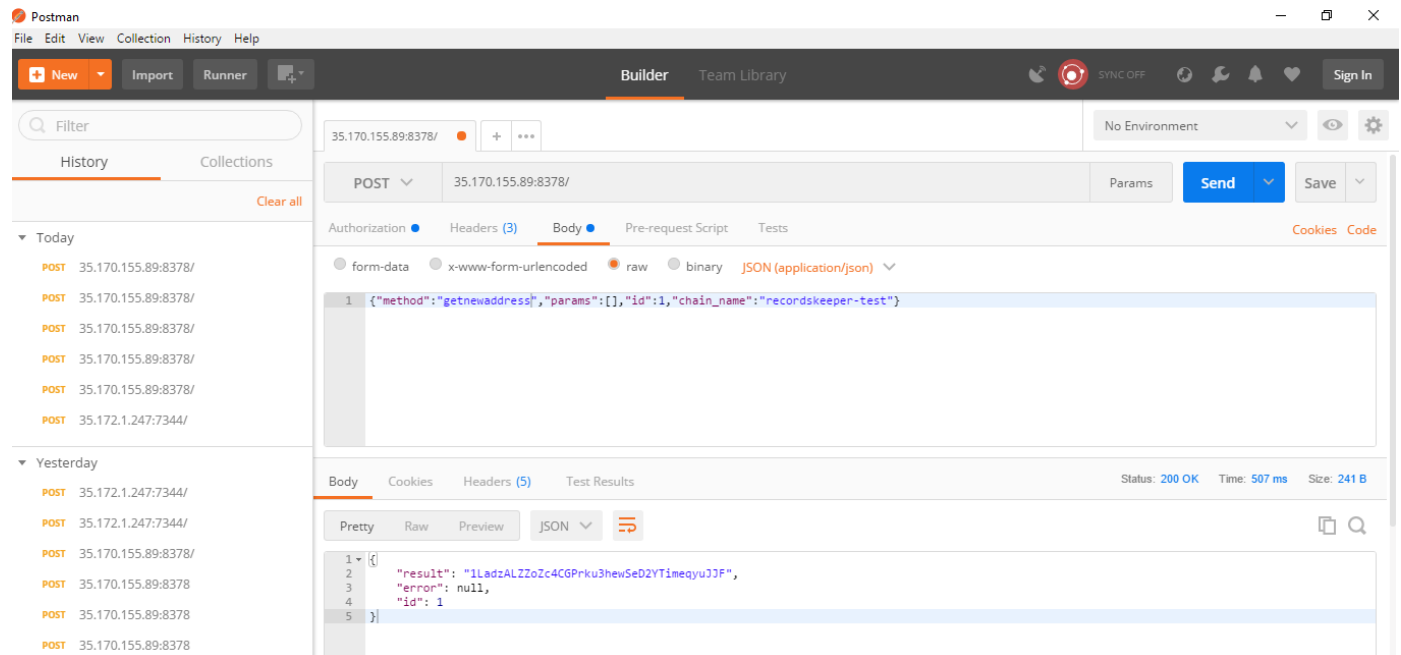 Postman
File Edit View Collection History Help
New Import Runner Builder Team Library SYNC OFF Sign In
Filter
History Collections
Clear all
Today
POST 35.170.155.89:8378/
POST 35.170.155.89:8378/
POST 35.170.155.89:8378/
POST 35.170.155.89:8378/
POST 35.170.155.89:8378/
POST 35.172.1.247:7344/
Yesterday
POST 35.172.1.247:7344/
POST 35.172.1.247:7344/
POST 35.170.155.89:8378/
POST 35.170.155.89:8378
POST 35.170.155.89:8378
POST 35.170.155.89:8378
35.170.155.89:8378/
No Environment
POST 35.170.155.89:8378/ Params Send Save
Authorization Headers (3) Body Pre-request Script Tests Cookies Code
form-data x-www-form-urlencoded raw binary JSON (application/json)
1 {"method":"getnewaddress","params":[],"id":1,"chain_name":"recordskeeper-test"}
Body Cookies Headers (5) Test Results Status: 200 OK Time: 507 ms Size: 241 B
Pretty Raw Preview JSON
1 {
2 "result": "1LadzALZZoZc4CGPrku3hewSeD2YTimeqyuJJF",
3 "error": null,
4 "id": 1
5 }